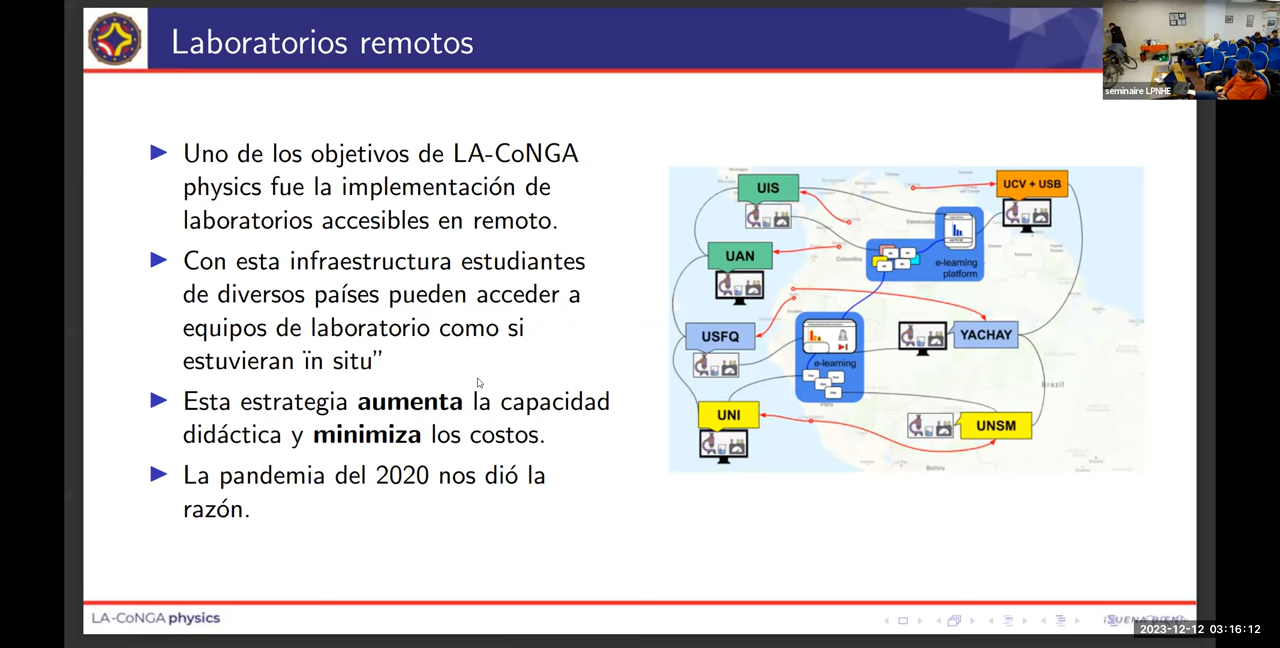 Laboratorios remotos
seminaire LPNHE
Uno de los objetivos de LA-CoNGA
physics fue la implementación de
laboratorios accesibles en remoto.
Con esta infraestructura estudiantes
de diversos países pueden acceder a
equipos de laboratorio como si
estuvieran ïn situ”
Esta estrategia aumenta la capacidad
didáctica y minimiza los costos.
La pandemia del 2020 nos dió la
razón.
UIS
UCV + USB
UAN
Colombia
e-learning
platform
USFQ
e-learning
YACHAY
Brazil
UNI
UNSM
Bolivia
LA-CoNGA physics
2023-12-12 03:16:12